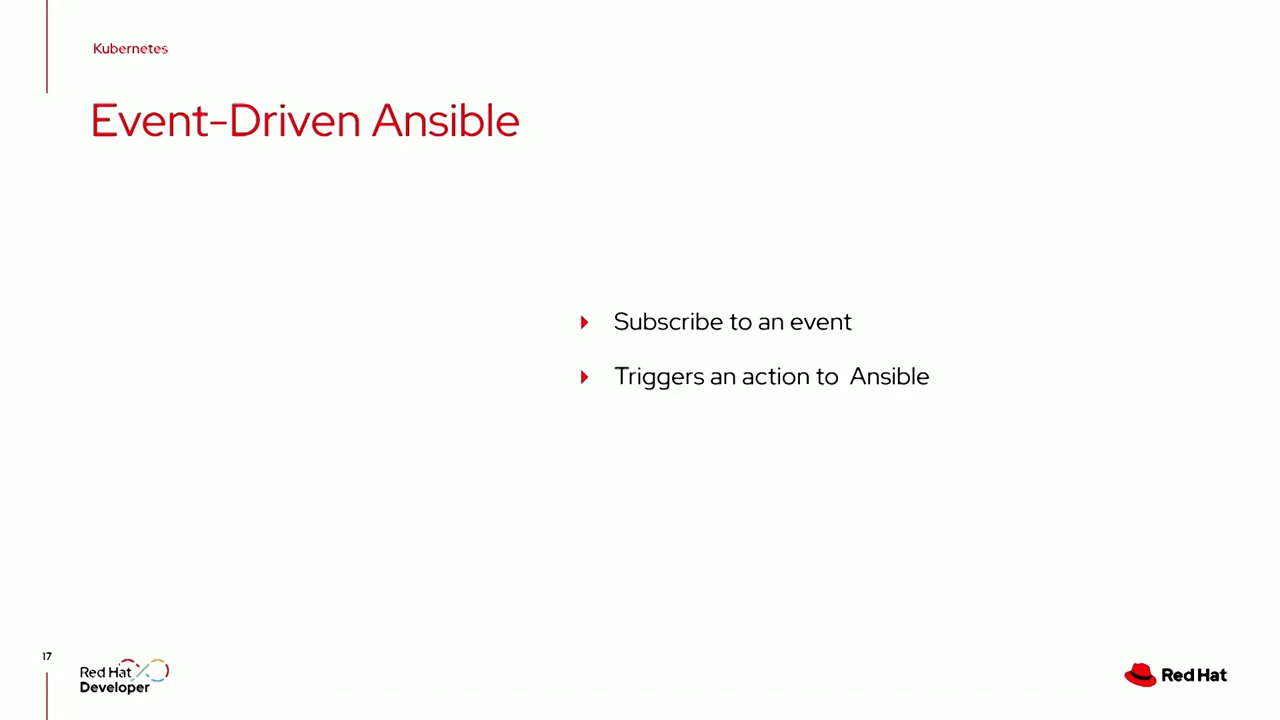 Kubernetes
Event-Driven Ansible
Subscribe to an event
Triggers an action to Ansible
17
Red Hat
Developer
Red Hat